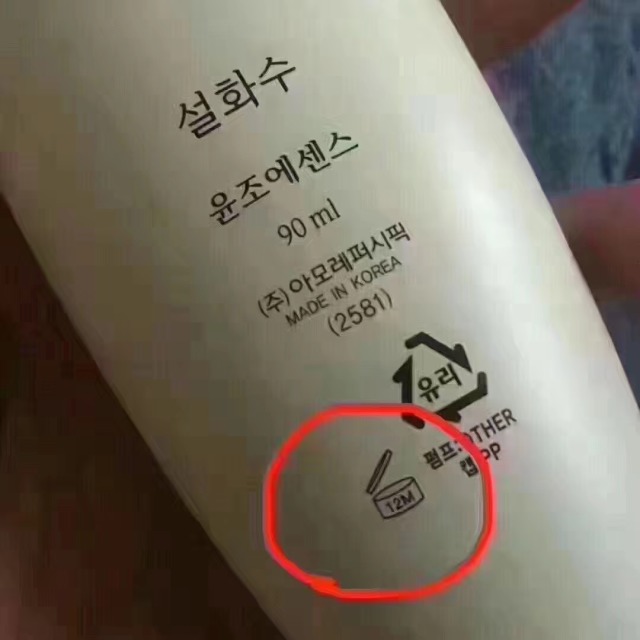 설화수
윤조에센스
90 ml
(주)아모레퍼시픽
MADE IN KOREA
(2581)
유리
펌프:OTHER
캡:PP
12M